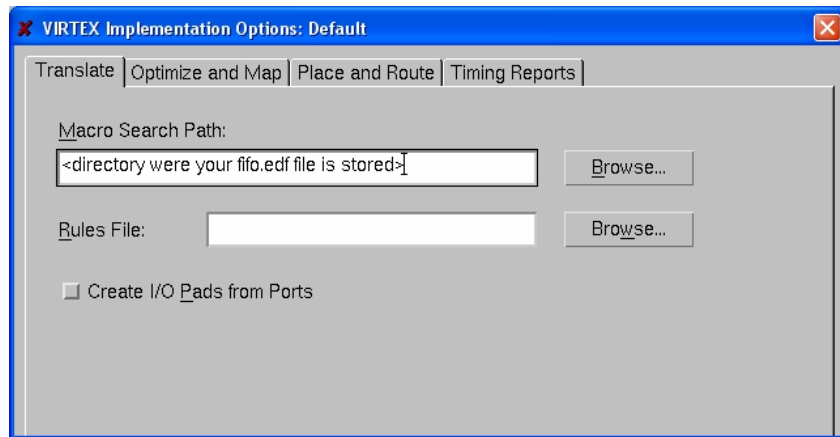 VIRTEX Implementation Options: Default
Translate Optimize and Map Place and Route Timing Reports
Macro Search Path:
<directory were your fifo.edf file is stored> Browse...
Rules File: Browse...
Create I/O Pads from Ports